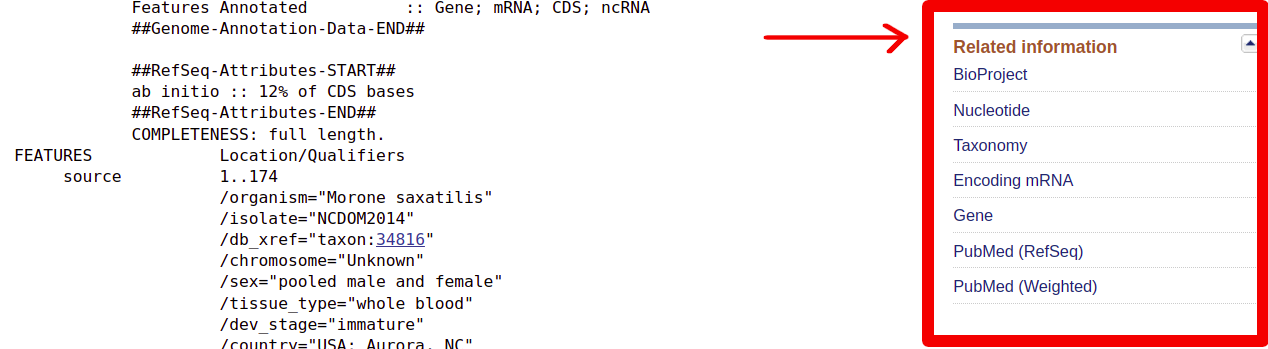 Features Annotated          :: Gene; mRNA; CDS; ncRNA
##Genome-Annotation-Data-END##
##RefSeq-Attributes-START##
ab initio :: 12% of CDS bases
##RefSeq-Attributes-END##
COMPLETENESS: full length.
FEATURES             Location/Qualifiers
source          1..174
/organism="Morone saxatilis"
/isolate="NCDOM2014"
/db_xref="taxon:34816"
/chromosome="Unknown"
/sex="pooled male and female"
/tissue_type="whole blood"
/dev_stage="immature"
/country="USA: Aurora, NC"
Related information
BioProject
Nucleotide
Taxonomy
Encoding mRNA
Gene
PubMed (RefSeq)
PubMed (Weighted)